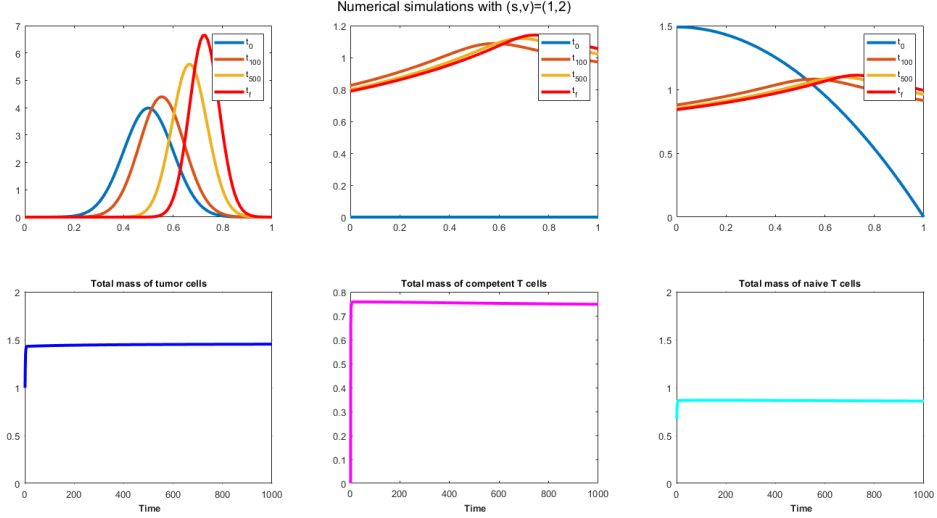 Numerical simulations with (s,v)=(1,2)
7
6
5
4
3
2
1
0
0 0.2 0.4 0.6 0.8 1
t0
t100
t500
tf
1.2
1
0.8
0.6
0.4
0.2
0
0 0.2 0.4 0.6 0.8 1
t0
t100
t500
tf
1.5
1
0.5
0
0 0.2 0.4 0.6 0.8 1
t0
t100
t500
tf
Total mass of tumor cells
2
1.5
1
0.5
0
0 200 400 600 800 1000
Time
Total mass of competent T cells
0.8
0.7
0.6
0.5
0.4
0.3
0.2
0.1
0
0 200 400 600 800 1000
Time
Total mass of naive T cells
2
1.5
1
0.5
0
0 200 400 600 800 1000
Time